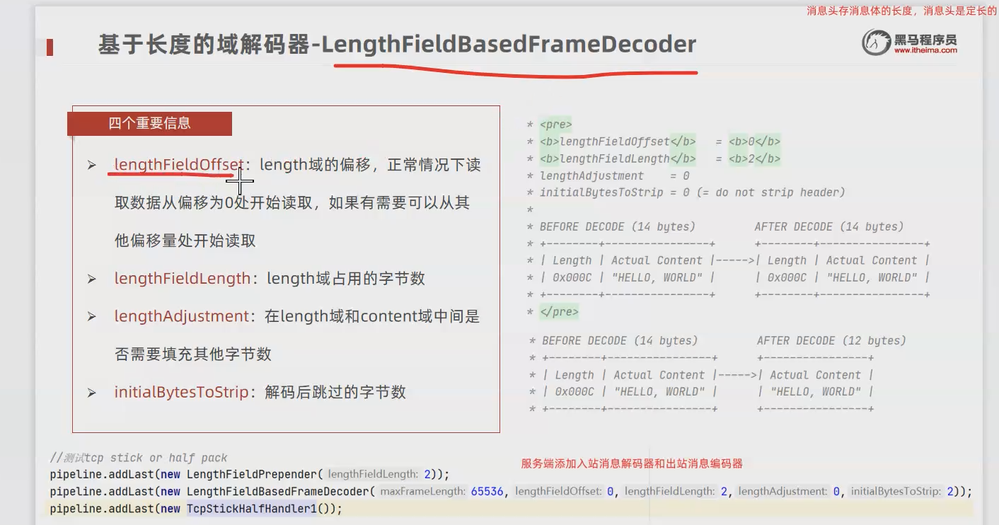 消息头存消息体的长度，消息头是定长的
基于长度的域解码器-LengthFieldBasedFrameDecoder
黑马程序员
www.itheima.com
四个重要信息
➢ lengthFieldOffset：length域的偏移，正常情况下读
取数据从偏移为0处开始读取，如果有需要可以从其
他偏移量处开始读取
➢ lengthFieldLength：length域占用的字节数
➢ lengthAdjustment：在length域和content域中间是
否需要填充其他字节数
➢ initialBytesToStrip：解码后跳过的字节数
* <pre>
* <b>lengthFieldOffset</b>   = <b>0</b>
* <b>lengthFieldLength</b>   = <b>2</b>
* lengthAdjustment    = 0
* initialBytesToStrip = 0 (= do not strip header)
*
* BEFORE DECODE (14 bytes)         AFTER DECODE (14 bytes)
* +--------+----------------+      +--------+----------------+
* | Length | Actual Content |----->| Length | Actual Content |
* | 0x000C | "HELLO, WORLD" |      | 0x000C | "HELLO, WORLD" |
* +--------+----------------+      +--------+----------------+
* </pre>
* BEFORE DECODE (14 bytes)         AFTER DECODE (12 bytes)
* +--------+----------------+      +----------------+
* | Length | Actual Content |----->| Actual Content |
* | 0x000C | "HELLO, WORLD" |      | "HELLO, WORLD" |
* +--------+----------------+      +----------------+
//测试tcp stick or half pack
pipeline.addLast(new LengthFieldPrepender( lengthFieldLength: 2));
服务端添加入站消息解码器和出站消息编码器
pipeline.addLast(new LengthFieldBasedFrameDecoder( maxFrameLength: 65536, lengthFieldOffset: 0, lengthFieldLength: 2, lengthAdjustment: 0, initialBytesToStrip: 2));
pipeline.addLast(new TcpStickHalfHandler1());